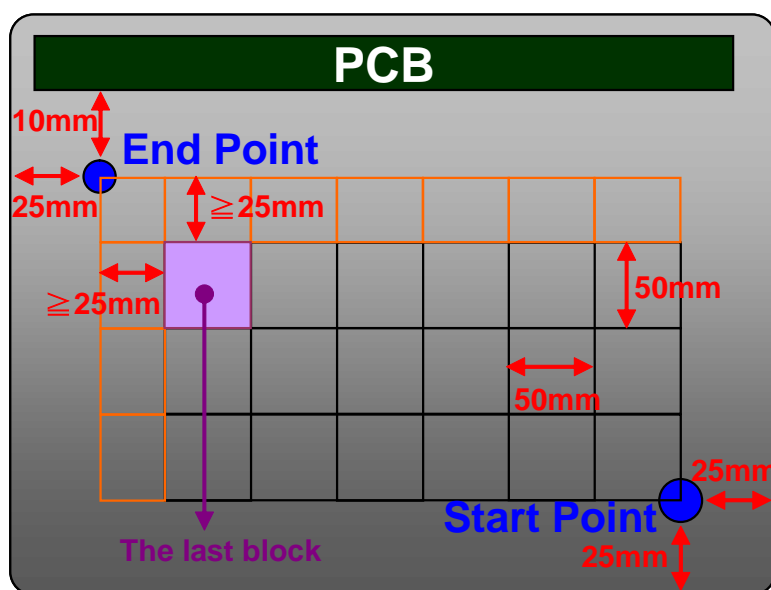 PCB
10mm
End Point
25mm
≧25mm
≧25mm
50mm
50mm
25mm
Start Point
25mm
The last block